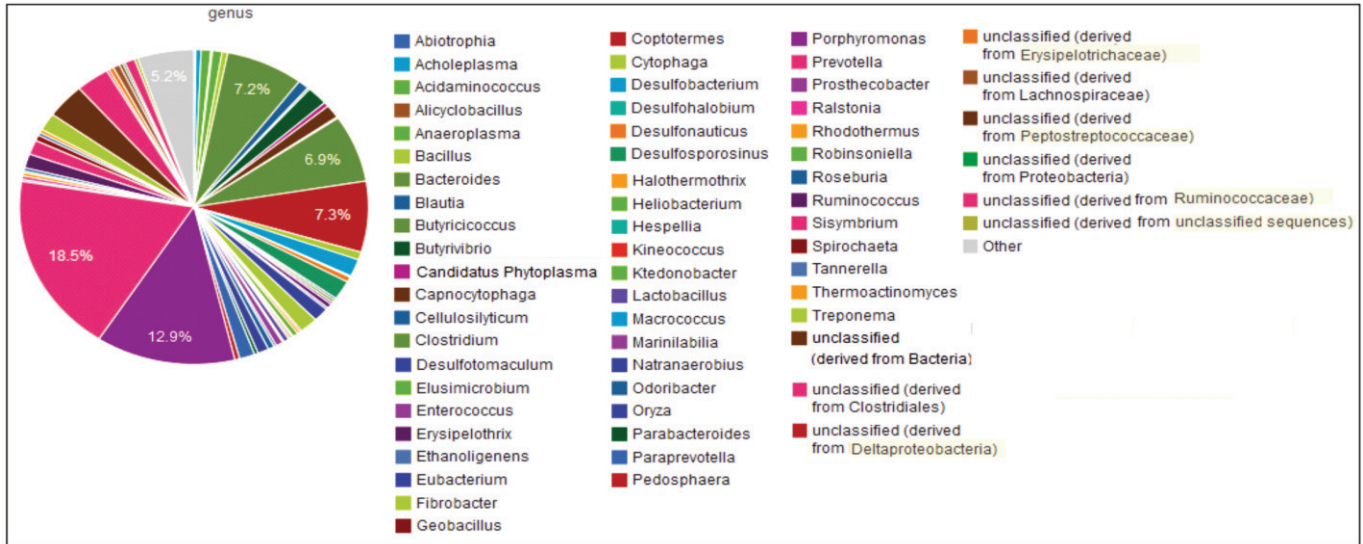 genus
5.2%
7.2%
6.9%
7.3%
18.5%
12.9%
Abiotrophia
Acholeplasma
Acidaminococcus
Alicyclobacillus
Anaeroplasma
Bacillus
Bacteroides
Blautia
Butyricicoccus
Butyrivibrio
Candidatus Phytoplasma
Capnocytophaga
Cellulosilyticum
Clostridium
Desulfotomaculum
Elusimicrobium
Enterococcus
Erysipelothrix
Ethanoligenens
Eubacterium
Fibrobacter
Geobacillus
Coptotermes
Cytophaga
Desulfobacterium
Desulfohalobium
Desulfonauticus
Desulfosporosinus
Halothermothrix
Heliobacterium
Hespellia
Kineococcus
Ktedonobacter
Lactobacillus
Macrococcus
Marinilabilia
Natranaerobius
Odoribacter
Oryza
Parabacteroides
Paraprevotella
Pedosphaera
Porphyromonas
Prevotella
Prosthecobacter
Ralstonia
Rhodothermus
Robinsoniella
Roseburia
Ruminococcus
Sisymbrium
Spirochaeta
Tannerella
Thermoactinomyces
Treponema
unclassified
(derived from Bacteria)
unclassified (derived
from Clostridiales)
unclassified (derived
from Deltaproteobacteria)
unclassified (derived
from Erysipelotrichaceae)
unclassified (derived
from Lachnospiraceae)
unclassified (derived
from Peptostreptococcaceae)
unclassified (derived
from Proteobacteria)
unclassified (derived from Ruminococcaceae)
unclassified (derived from unclassified sequences)
Other